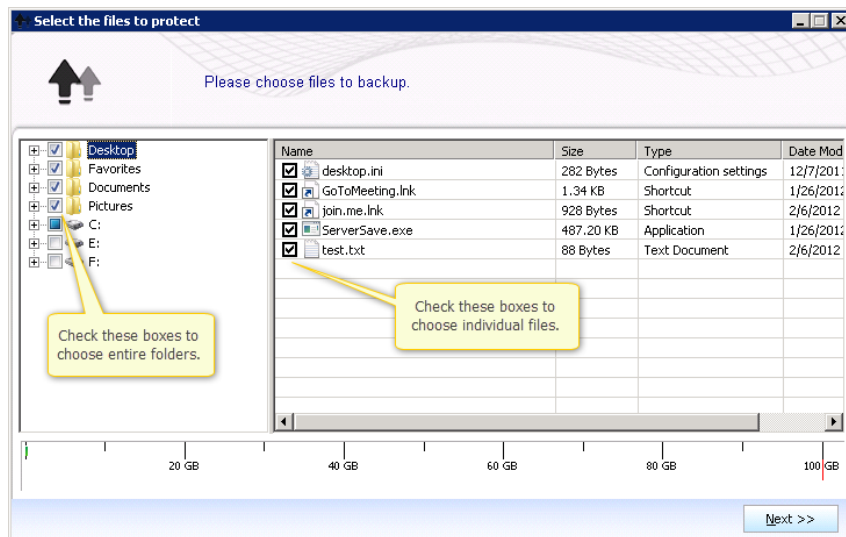 Select the files to protect
Please choose files to backup.
Desktop
Favorites
Documents
Pictures
C:
E:
F:
Name Size Type Date Mod
desktop.ini 282 Bytes Configuration settings 12/7/201
GoToMeeting.lnk 1.34 KB Shortcut 1/26/201
join.me.lnk 928 Bytes Shortcut 2/6/2012
ServerSave.exe 487.20 KB Application 1/26/201
test.txt 88 Bytes Text Document 2/6/2012
Check these boxes to
choose individual files.
Check these boxes to
choose entire folders.
20 GB 40 GB 60 GB 80 GB 100 GB
Next >>